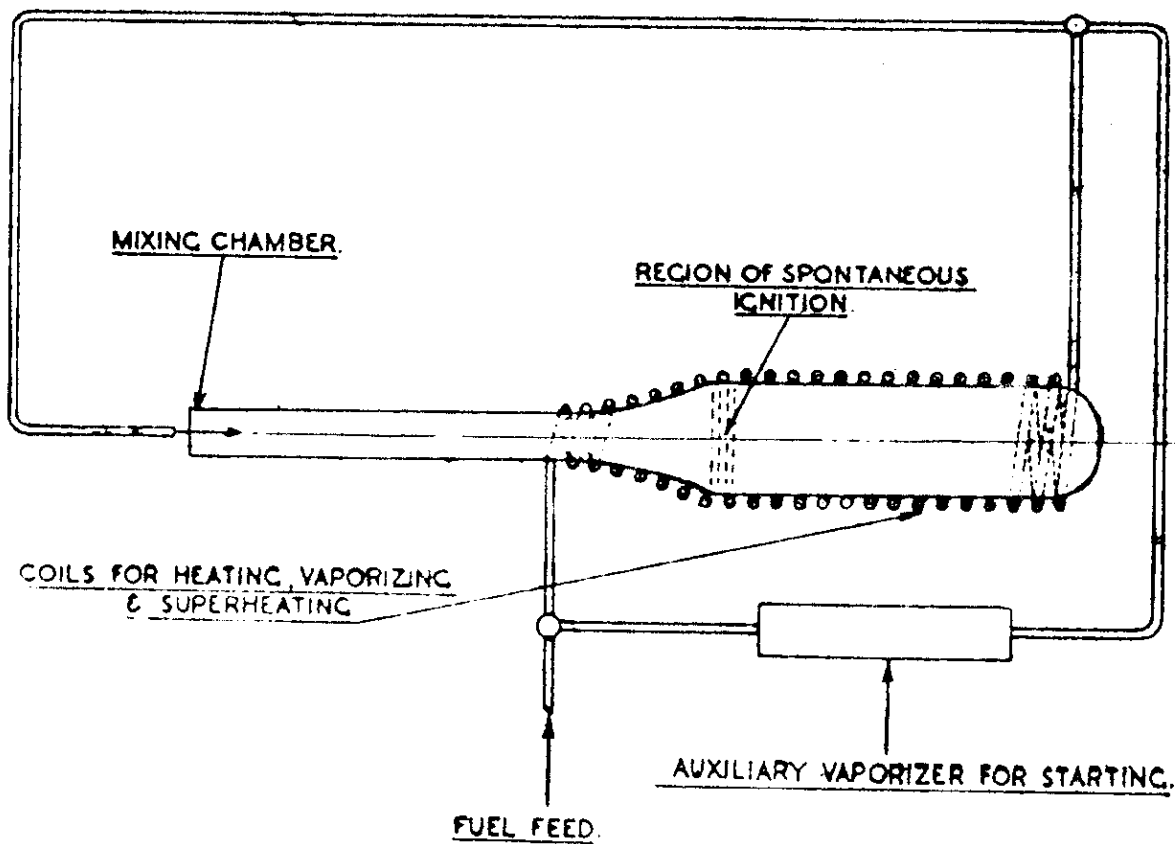 MIXING CHAMBER.
REGION OF SPONTANEOUS
IGNITION.
COILS FOR HEATING, VAPORIZING
& SUPERHEATING
AUXILIARY VAPORIZER FOR STARTING.
FUEL FEED.